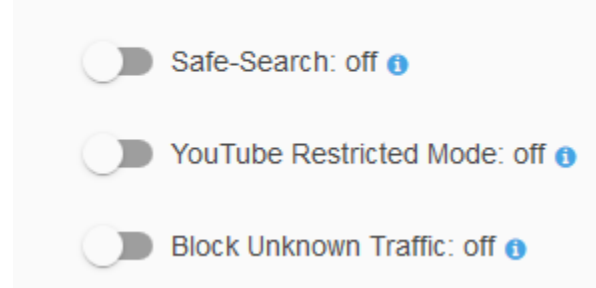 Safe-Search: off
YouTube Restricted Mode: off
Block Unknown Traffic: off